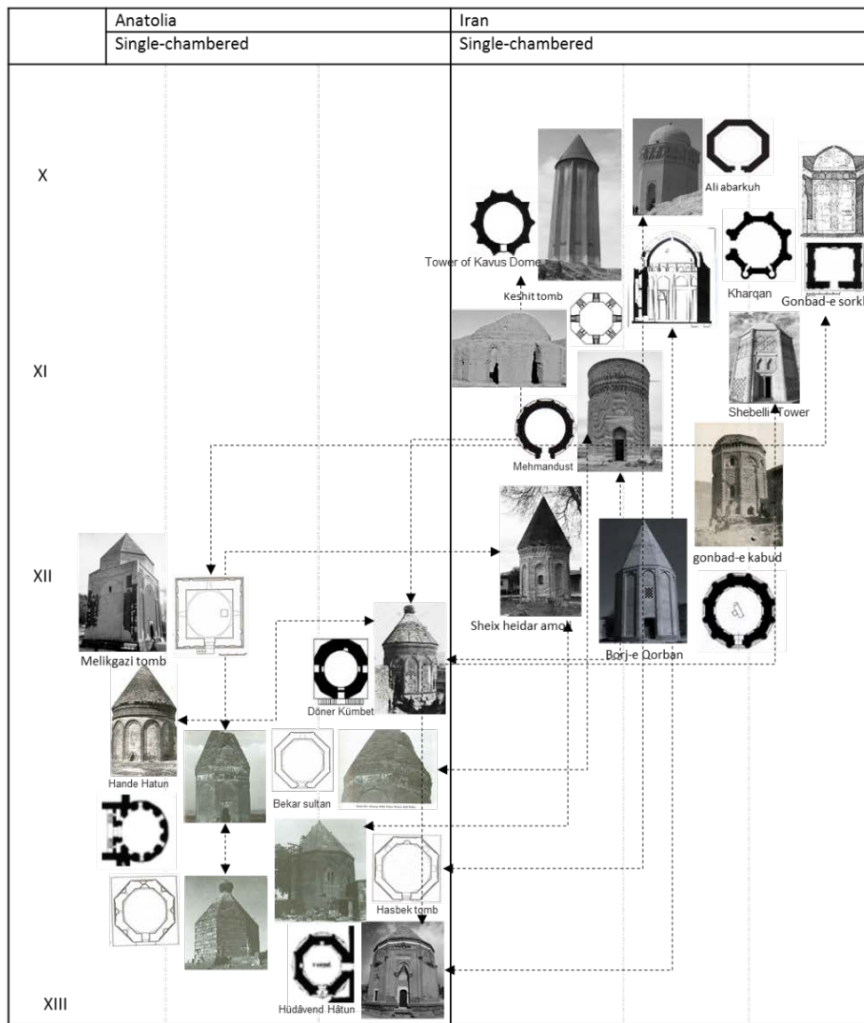 Anatolia
Iran
Single-chambered
Single-chambered
X
Ali abarkuh
Tower of Kavus Dome
Kharqan
Keshit tomb
Gonbad-e sorkh
XI
Shebelli Tower
Mehmandust
gonbad-e kabud
XII
Sheix heidar amoli
Melikgazi tomb
Borj-e Qorban
Döner Kümbet
Hande Hatun
Bekar sultan
Hasbek tomb
Hüdâvend Hâtun
XIII